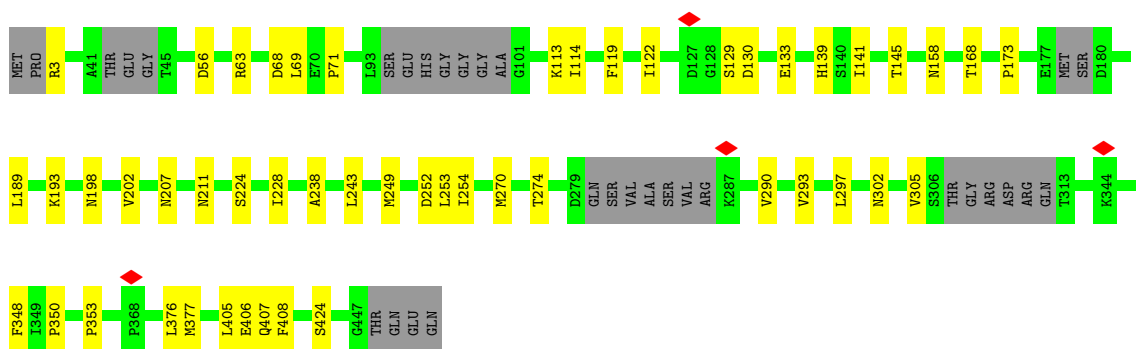 MET PRO R3 A41 THR GLU GLY T45 D56 R63 D68 L69 E70 P71 L93 SER GLU HIS GLY GLY GLY ALA G101 K113 I114 F119 I122 D127 G128 S129 D130 E133 H139 S140 I141 T145 N158 T168 P173 E177 MET SER D180
L189 K193 N198 V202 N207 N211 S224 I228 A238 L243 M249 D252 L253 I254 M270 T274 D279 GLN SER VAL ALA SER VAL ARG K287 V290 V293 L297 N302 V305 S306 THR GLY ARG ASP ARG GLN T313 K344
F348 I349 P350 P353 P368 L376 M377 L405 E406 Q407 F408 S424 G447 THR GLN GLU GLN